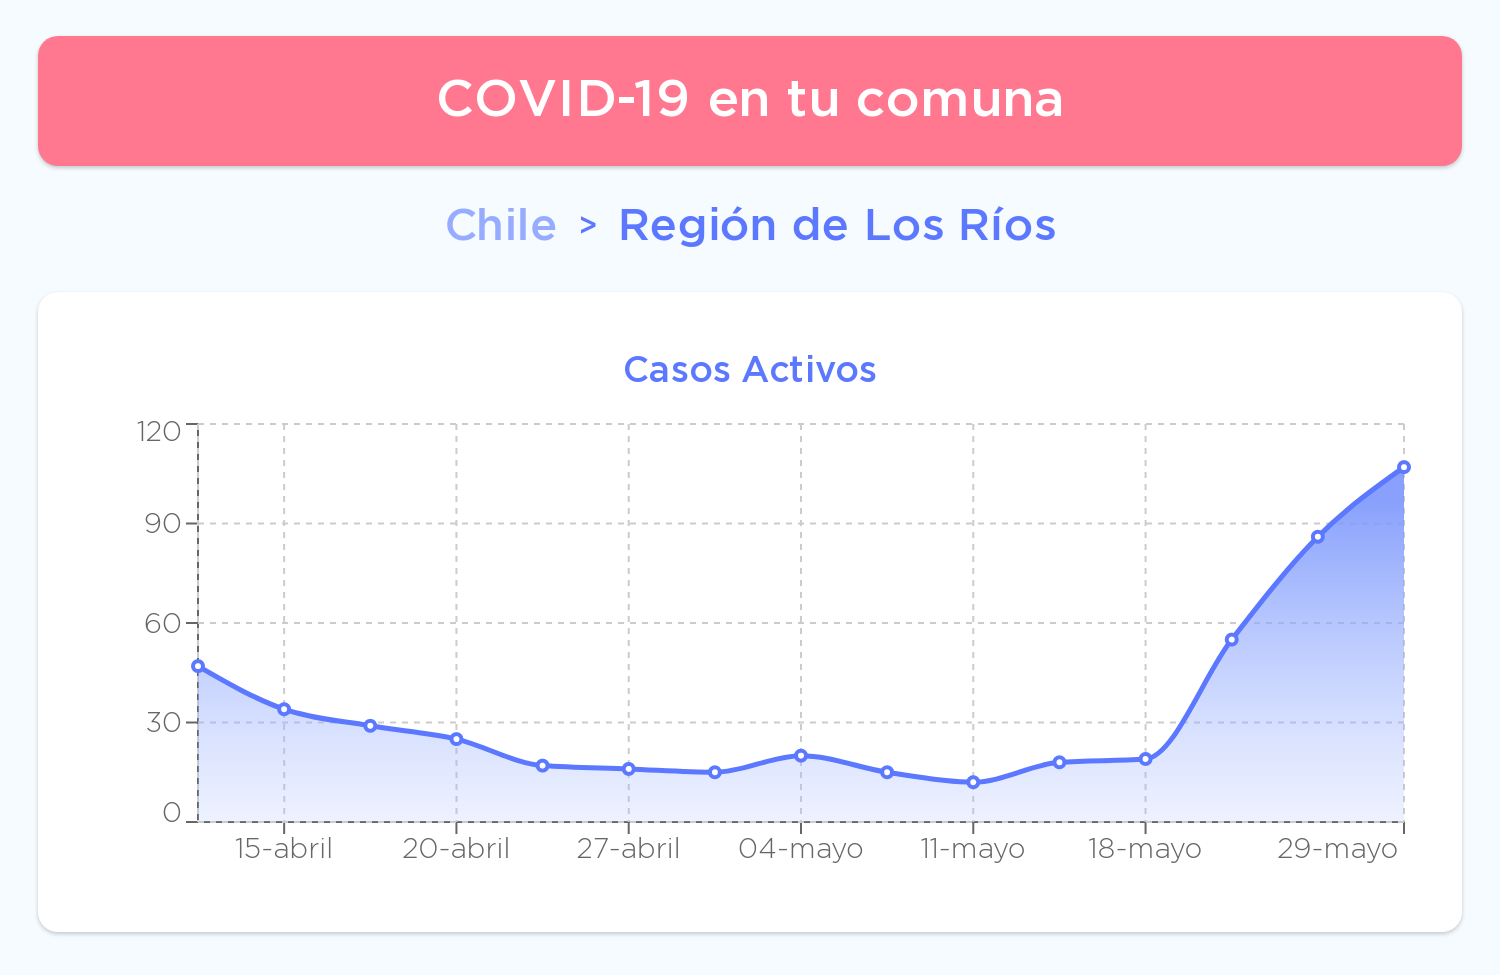 COVID-19 en tu comuna
Chile > Región de Los Ríos
Casos Activos
120
90
60
30
0
15-abril 20-abril 27-abril 04-mayo 11-mayo 18-mayo 29-mayo